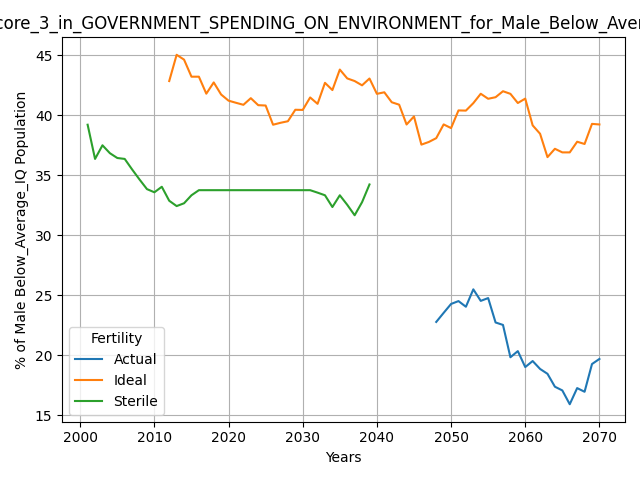 core_3_in_GOVERNMENT_SPENDING_ON_ENVIRONMENT_for_Male_Below_Aver
% of Male Below_Average_IQ Population
45
40
35
30
25
20
15
Fertility
Actual
Ideal
Sterile
2000 2010 2020 2030 2040 2050 2060 2070
Years